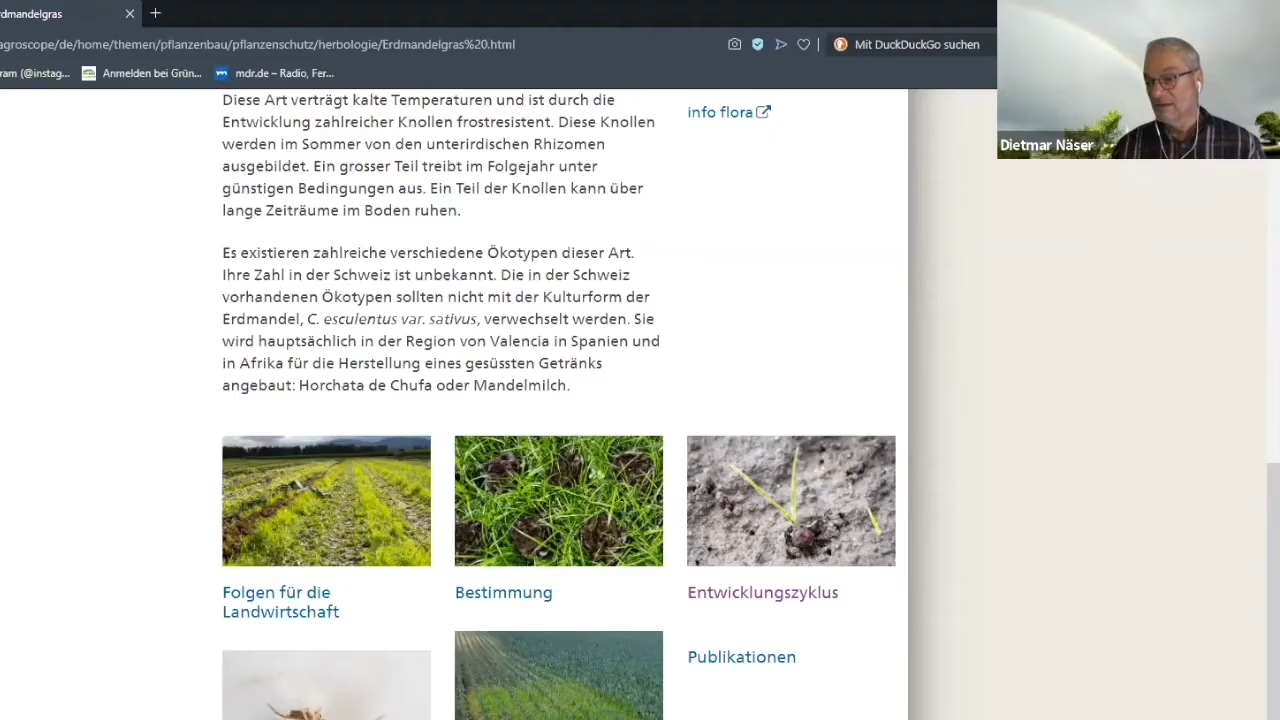 rdmandelgras
agroscope/de/home/themen/pflanzenbau/pflanzenschutz/herbologie/Erdmandelgras%20.html
Mit DuckDuckGo suchen
ram (@instag...
Anmelden bei Grün...
mdr.de – Radio, Fer...
Dietmar Näser
Diese Art verträgt kalte Temperaturen und ist durch die
Entwicklung zahlreicher Knollen frostresistent. Diese Knollen
werden im Sommer von den unterirdischen Rhizomen
ausgebildet. Ein grosser Teil treibt im Folgejahr unter
günstigen Bedingungen aus. Ein Teil der Knollen kann über
lange Zeiträume im Boden ruhen.
info flora
Es existieren zahlreiche verschiedene Ökotypen dieser Art.
Ihre Zahl in der Schweiz ist unbekannt. Die in der Schweiz
vorhandenen Ökotypen sollten nicht mit der Kulturform der
Erdmandel, C. esculentus var. sativus, verwechselt werden. Sie
wird hauptsächlich in der Region von Valencia in Spanien und
in Afrika für die Herstellung eines gesüssten Getränks
angebaut: Horchata de Chufa oder Mandelmilch.
Folgen für die
Landwirtschaft
Bestimmung
Entwicklungszyklus
Publikationen